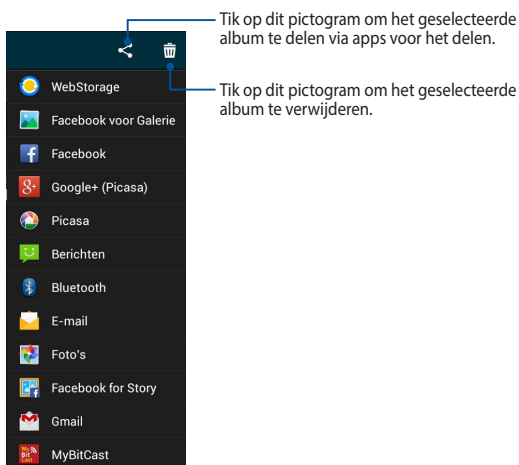 Tik op dit pictogram om het geselecteerde
album te delen via apps voor het delen.
Tik op dit pictogram om het geselecteerde
album te verwijderen.
WebStorage
Facebook voor Galerie
Facebook
Google+ (Picasa)
Picasa
Berichten
Bluetooth
E-mail
Foto's
Facebook for Story
Gmail
MyBitCast